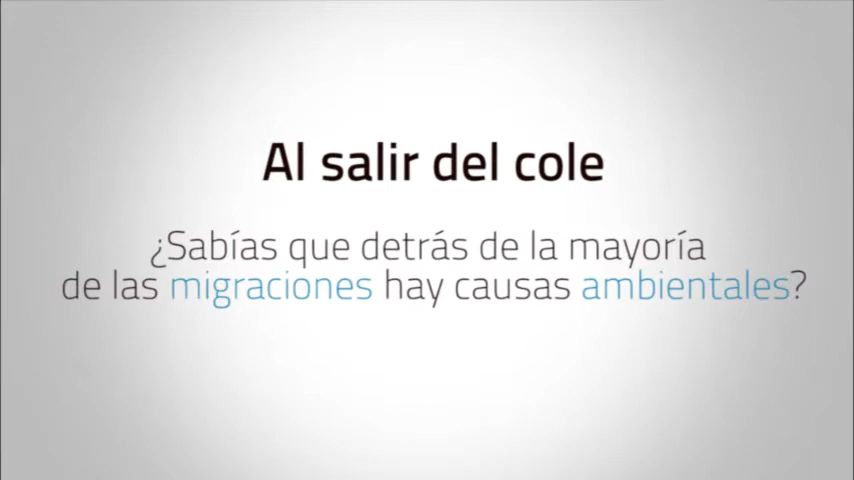 Al salir del cole
¿Sabías que detrás de la mayoría
de las migraciones hay causas ambientales?